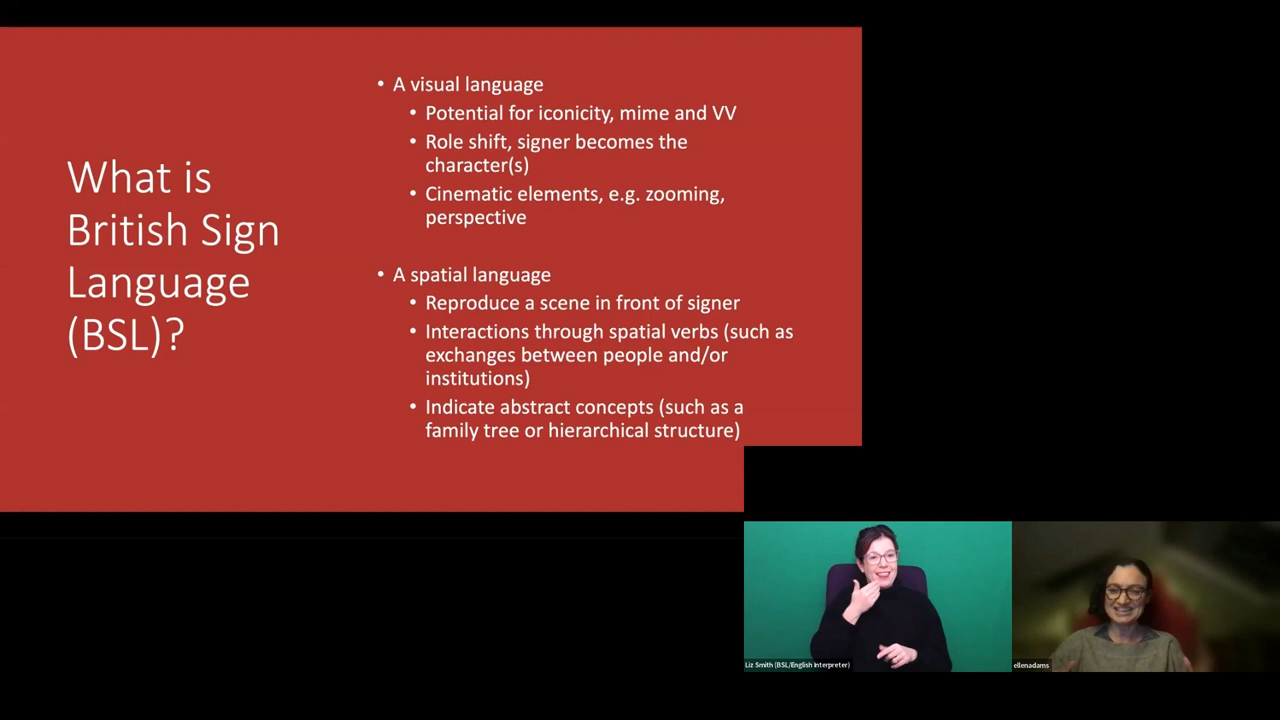 What is
British Sign
Language
(BSL)?
• A visual language
• Potential for iconicity, mime and VV
• Role shift, signer becomes the
character(s)
• Cinematic elements, e.g. zooming,
perspective
• A spatial language
• Reproduce a scene in front of signer
• Interactions through spatial verbs (such as
exchanges between people and/or
institutions)
• Indicate abstract concepts (such as a
family tree or hierarchical structure)
Liz Smith (BSL/English Interpreter)
ellenadams